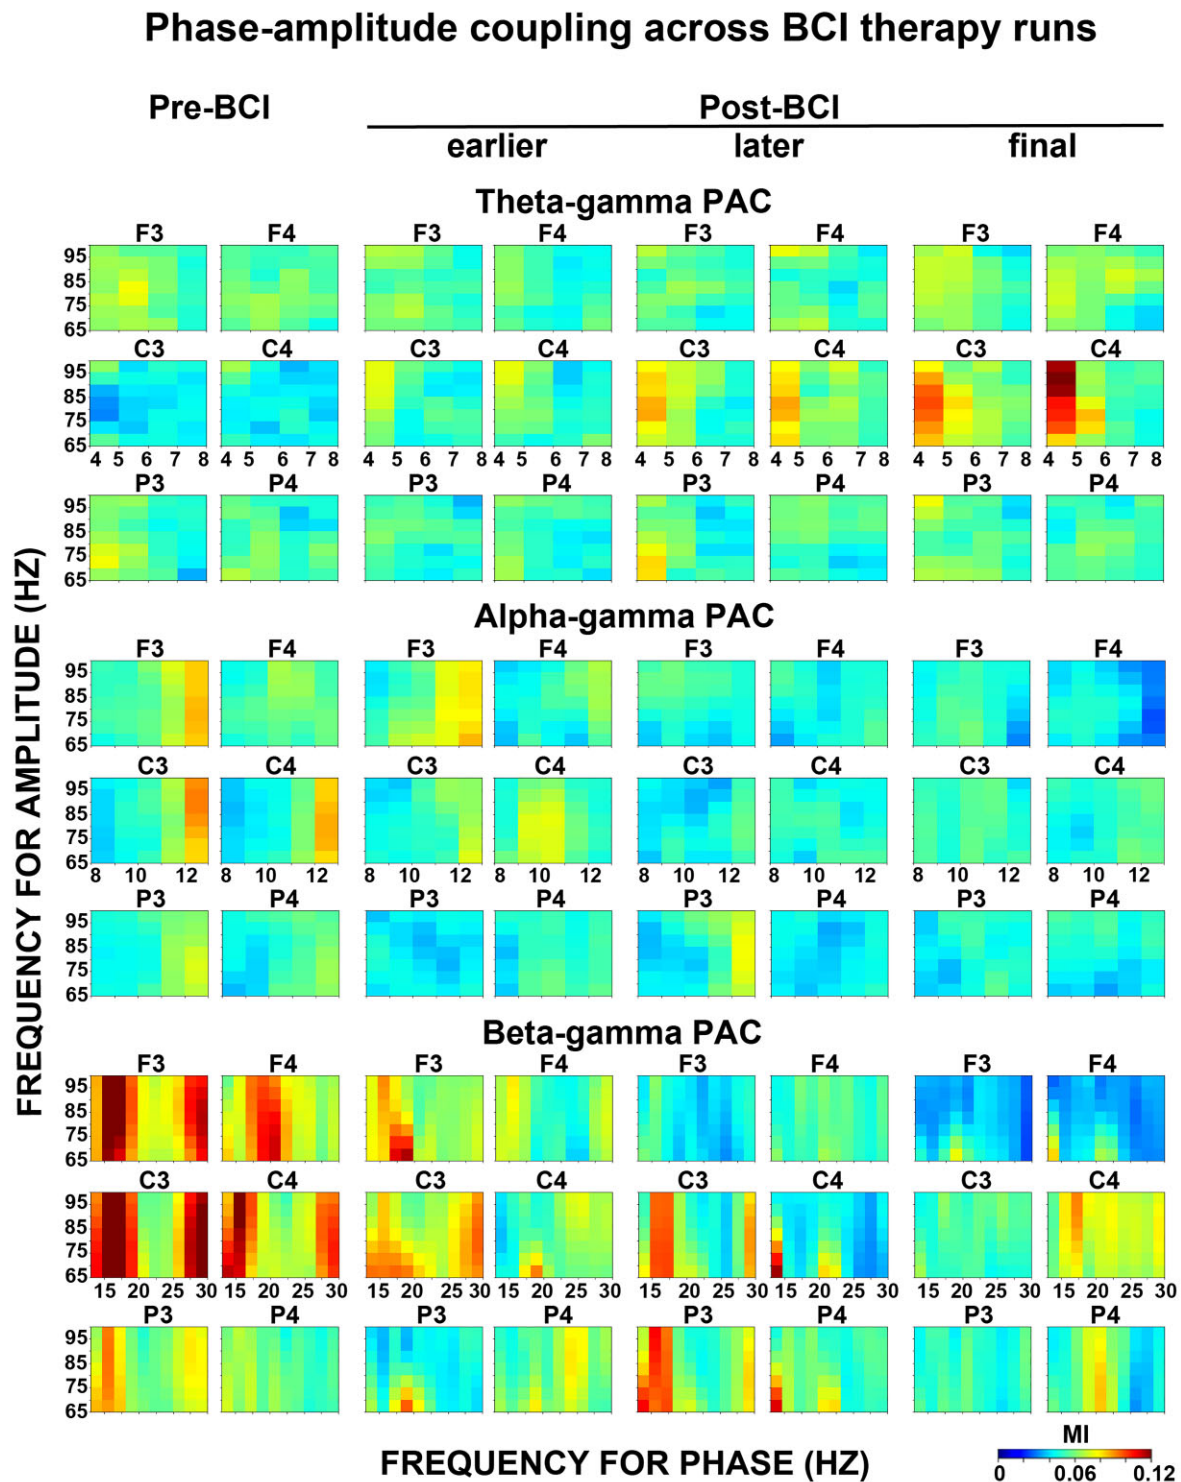 Phase-amplitude coupling across BCI therapy runs
Pre-BCI Post-BCI
earlier later final
Theta-gamma PAC
F3 F4 F3 F4 F3 F4 F3 F4
95
85
75
65
C3 C4 C3 C4 C3 C4 C3 C4
95
85
75
65
4 5 6 7 8 4 5 6 7 8 4 5 6 7 8 4 5 6 7 8 4 5 6 7 8 4 5 6 7 8 4 5 6 7 8 4 5 6 7 8
P3 P4 P3 P4 P3 P4 P3 P4
95
85
75
65
FREQUENCY FOR AMPLITUDE (HZ)
Alpha-gamma PAC
F3 F4 F3 F4 F3 F4 F3 F4
95
85
75
65
C3 C4 C3 C4 C3 C4 C3 C4
95
85
75
65
8 10 12 8 10 12 8 10 12 8 10 12 8 10 12 8 10 12 8 10 12 8 10 12
P3 P4 P3 P4 P3 P4 P3 P4
95
85
75
65
Beta-gamma PAC
F3 F4 F3 F4 F3 F4 F3 F4
95
85
75
65
C3 C4 C3 C4 C3 C4 C3 C4
95
85
75
65
15 20 30 15 20 30 15 20 30 15 20 30 15 20 30 15 20 30 15 20 30 15 20 30
P3 P4 P3 P4 P3 P4 P3 P4
95
85
75
65
FREQUENCY FOR PHASE (HZ)
MI
0 0.06 0.12